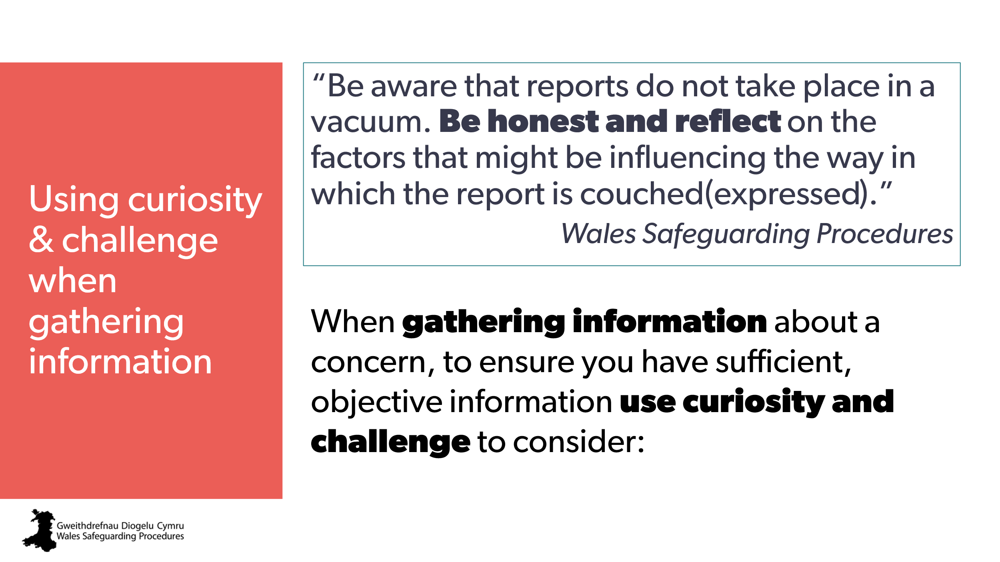 Using curiosity
& challenge
when
gathering
information
“Be aware that reports do not take place in a
vacuum. Be honest and reflect on the
factors that might be influencing the way in
which the report is couched(expressed).”
Wales Safeguarding Procedures
When gathering information about a
concern, to ensure you have sufficient,
objective information use curiosity and
challenge to consider:
Gweithdrefnau Diogelu Cymru
Wales Safeguarding Procedures